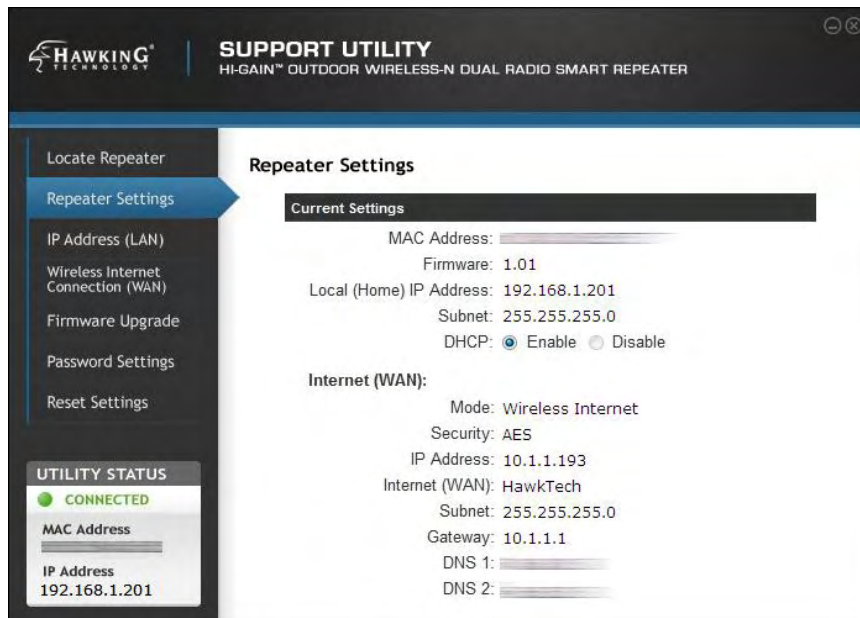 HAWKING®
TECHNOLOGY
SUPPORT UTILITY
HI-GAIN™ OUTDOOR WIRELESS-N DUAL RADIO SMART REPEATER
Locate Repeater
Repeater Settings
IP Address (LAN)
Wireless Internet
Connection (WAN)
Firmware Upgrade
Password Settings
Reset Settings
UTILITY STATUS
CONNECTED
MAC Address
IP Address
192.168.1.201
Repeater Settings
Current Settings
MAC Address:
Firmware: 1.01
Local (Home) IP Address: 192.168.1.201
Subnet: 255.255.255.0
DHCP: Enable Disable
Internet (WAN):
Mode: Wireless Internet
Security: AES
IP Address: 10.1.1.193
Internet (WAN): HawkTech
Subnet: 255.255.255.0
Gateway: 10.1.1.1
DNS 1:
DNS 2: